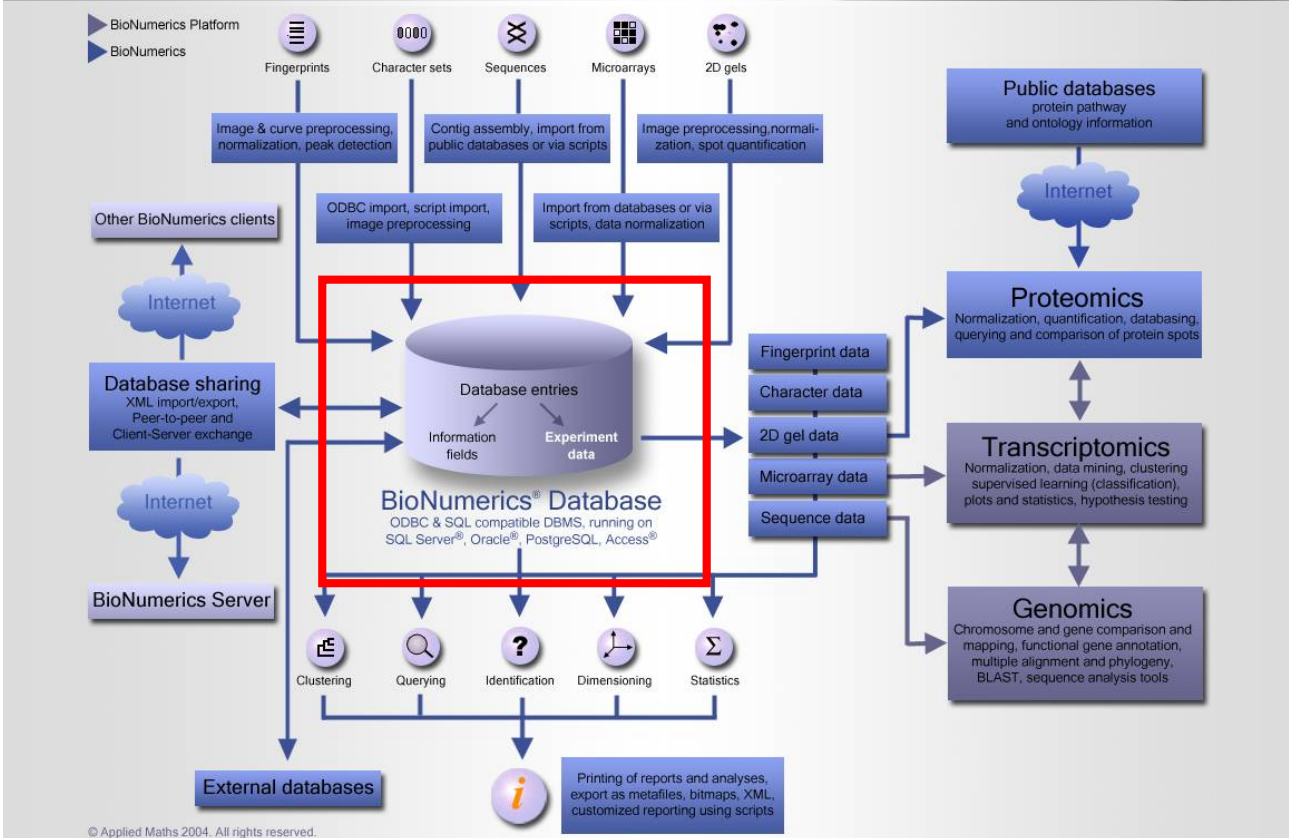 BioNumerics Platform
BioNumerics
Fingerprints
Character sets
Sequences
Microarrays
2D gels
Image & curve preprocessing,
normalization, peak detection
Contig assembly, import from
public databases or via scripts
Image preprocessing,normali-
zation, spot quantification
ODBC import, script import,
image preprocessing
Import from databases or via
scripts, data normalization
Public databases
protein pathway
and ontology information
Internet
Other BioNumerics clients
Internet
Database sharing
XML import/export,
Peer-to-peer and
Client-Server exchange
Internet
BioNumerics Server
Database entries
Information
fields
Experiment
data
BioNumerics® Database
ODBC & SQL compatible DBMS, running on
SQL Server®, Oracle®, PostgreSQL, Access®
Fingerprint data
Character data
2D gel data
Microarray data
Sequence data
Proteomics
Normalization, quantification, databasing,
querying and comparison of protein spots
Transcriptomics
Normalization, data mining, clustering
supervised learning (classification),
plots and statistics, hypothesis testing
Genomics
Chromosome and gene comparison and
mapping, functional gene annotation,
multiple alignment and phylogeny,
BLAST, sequence analysis tools
?
Σ
Clustering
Querying
Identification
Dimensioning
Statistics
External databases
i
Printing of reports and analyses,
export as metafiles, bitmaps, XML,
customized reporting using scripts
© Applied Maths 2004. All rights reserved.